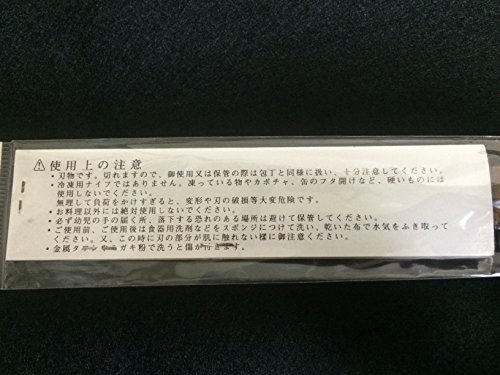 ⚠使用上の注意
・刃物です。切れますので、御使用又は保管の際は包丁と同様に扱い、十分注意してください。
・冷凍用ナイフではありません。凍っている物やカボチャ、缶のフタ開けなど、硬いものには
使用しないでください。
無理して負荷をかけすぎると、変形や刃の破損等大変危険です。
・お料理以外には絶対使用しないでください。
・必ず幼児の手の届く所、落下する恐れのある場所は避けて保管してください。
・ご使用前、ご使用後は食器用洗剤などをスポンジにつけて洗い、乾いた布で水気をふき取って
ください。又、この時に刃の部分が肌に触れない様に御注意ください。
・金属タワシやミガキ粉で洗うと傷が付きます。